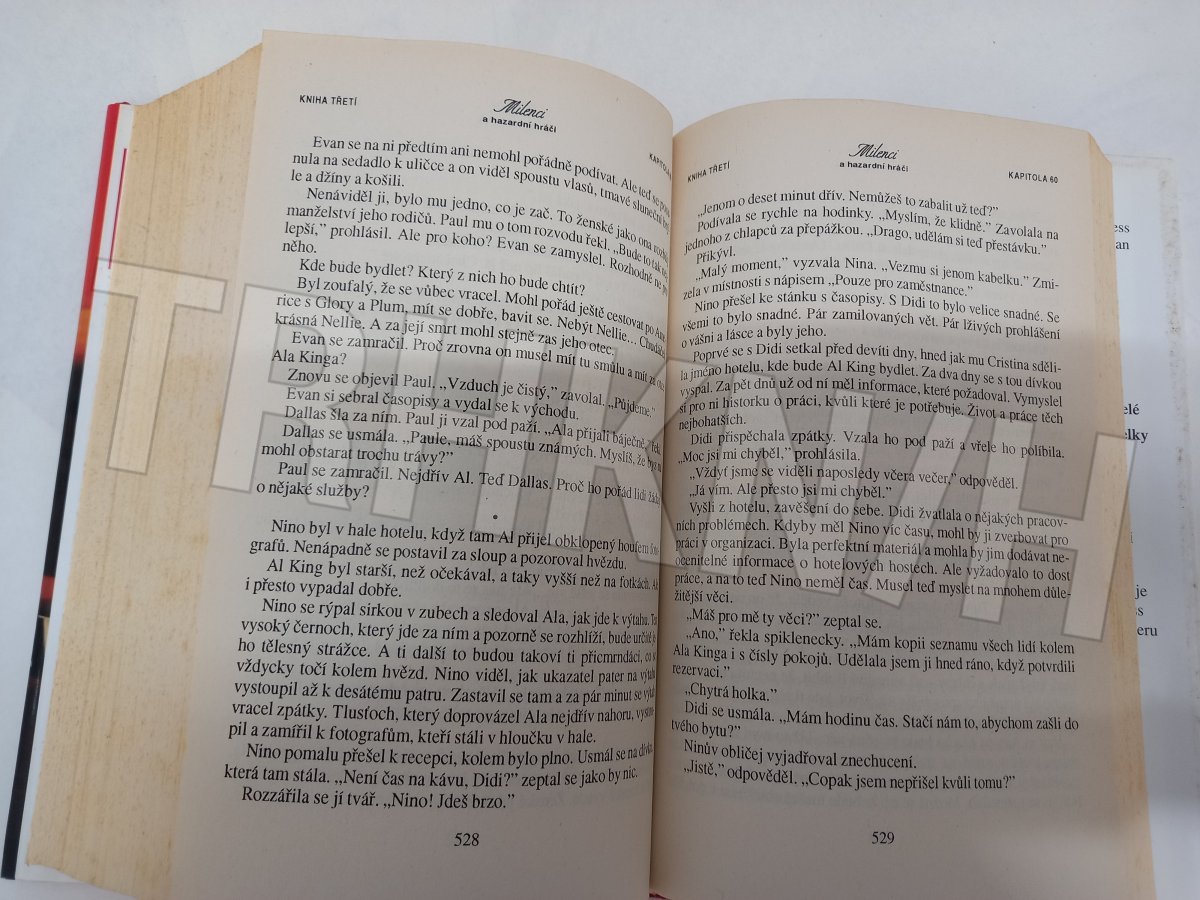 KNIHA TŘETÍ
Milenci
a hazardní hráči
Evan se na ni předtím ani nemohl pořádně podívat. Ale teď se
nula na sedadlo k uličce a on viděl spoustu vlasů, tmavé sluneční
le a džíny a košili.
Nenáviděl ji, bylo mu jedno, co je zač. To ženské jako ona
manželství jeho rodičů. Paul mu o tom rozvodu řekl. „Bude to tak
lepší,” prohlásil. Ale pro koho? Evan se zamyslel. Rozhodně ne
něho.
Kde bude bydlet? Který z nich ho bude chtít?
Byl zoufalý, že se vůbec vracel. Mohl pořád ještě cestovat po
rice s Glory a Plum, mít se dobře, bavit se. Nebýt Nellie...
krásná Nellie. A za její smrt mohl stejně zas jeho otec.
Evan se zamračil. Proč zrovna on musel mít tu smůlu a mít za
Ala Kinga?
Znovu se objevil Paul. „Vzduch je čistý,” zavolal. „Půjdeme.”
Evan si sebral časopisy a vydal se k východu.
Dallas šla za ním. Paul ji vzal pod paží. „Ala přijali báječně,”
Dallas se usmála. „Paule, máš spoustu známých. Myslíš, že bys
mohl obstarat trochu trávy?”
Paul se zamračil. Nejdřív Al. Teď Dallas. Proč ho pořád lidi
o nějaké služby?
Nino byl v hale hotelu, když tam Al přijel obklopený houfem
grafů. Nenápadně se postavil za sloup a pozoroval hvězdu.
Al King byl starší, než očekával, a taky vyšší než na fotkách.
i přesto vypadal dobře.
Nino se rýpal sirkou v zubech a sledoval Ala, jak jde k výtahu.
vysoký černoch, který jde za ním a pozorně se rozhlíží, bude určitě
ho tělesný strážce. A ti další to budou takoví ti přicmrndáci,
vždycky točí kolem hvězd. Nino viděl, jak ukazatel pater na výtahu
vystoupil až k desátému patru. Zastavil se tam a za pár minut se
vracel zpátky. Tlusťoch, který doprovázel Ala nejdřív nahoru,
pil a zamířil k fotografům, kteří stáli v hloučku v hale.
Nino pomalu přešel k recepci, kolem bylo plno. Usmál se na dívku,
která tam stála. „Není čas na kávu, Didi?” zeptal se jako by nic.
Rozzářila se jí tvář. „Nino! Jdeš brzo.”
528
KNIHA TŘETÍ
Milenci
a hazardní hráči
KAPITOLA 60
„Jenom o deset minut dřív. Nemůžeš to zabalit už teď?”
Podívala se rychle na hodinky. „Myslím, že klidně.” Zavolala na
jednoho z chlapců za přepážkou. „Drago, udělám si teď přestávku.”
Přikývl.
„Malý moment,” vyzvala Nina. „Vezmu si jenom kabelku.” Zmi-
zela v místnosti s nápisem „Pouze pro zaměstnance.”
Nino přešel ke stánku s časopisy. S Didi to bylo velice snadné. Se
všemi to bylo snadné. Pár zamilovaných vět. Pár lživých prohlášení
o vášni a lásce a byly jeho.
Poprvé se s Didi setkal před devíti dny, hned jak mu Cristina sděli-
la jméno hotelu, kde bude Al King bydlet. Za dva dny se s tou dívkou
vyspal. Za pět dnů už od ní měl informace, které požadoval. Vymyslel
si pro ni historku o práci, kvůli které je potřebuje. Život a práce těch
nejbohatších.
Didi přispěchala zpátky. Vzala ho pod paží a vřele ho políbila.
„Moc jsi mi chyběl,” prohlásila.
„Vždyť jsme se viděli naposledy včera večer,” odpověděl.
„Já vím. Ale přesto jsi mi chyběl.”
Vyšli z hotelu, zavěšení do sebe. Didi žvatlala o nějakých pracov-
ních problémech. Kdyby měl Nino víc času, mohl by ji zverbovat pro
práci v organizaci. Byla perfektní materiál a mohla by jim dodávat ne-
ocenitelné informace o hotelových hostech. Ale vyžadovalo to dost
práce, a na to teď Nino neměl čas. Musel teď myslet na mnohem důle-
žitější věci.
„Máš pro mě ty věci?” zeptal se.
„Ano,” řekla spiklenecky. „Mám kopii seznamu všech lidí kolem
Ala Kinga i s čísly pokojů. Udělala jsem ji hned ráno, když potvrdili
rezervaci.”
„Chytrá holka.”
Didi se usmála. „Mám hodinu čas. Stačí nám to, abychom zašli do
tvého bytu?”
Ninův obličej vyjadřoval znechucení.
„Jistě,” odpověděl. „Copak jsem nepřišel kvůli tomu?”
529
TRHKNIH